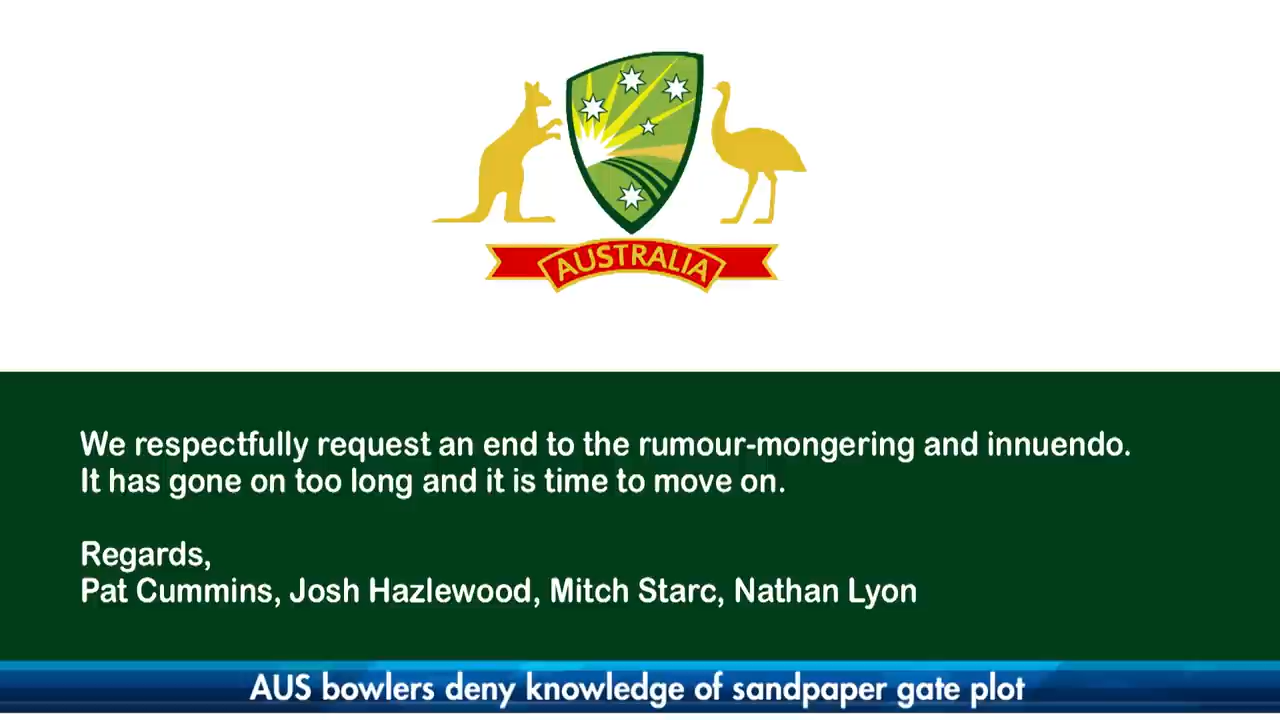 AUSTRALIA
We respectfully request an end to the rumour-mongering and innuendo.
It has gone on too long and it is time to move on.
Regards,
Pat Cummins, Josh Hazlewood, Mitch Starc, Nathan Lyon
AUS bowlers deny knowledge of sandpaper gate plot